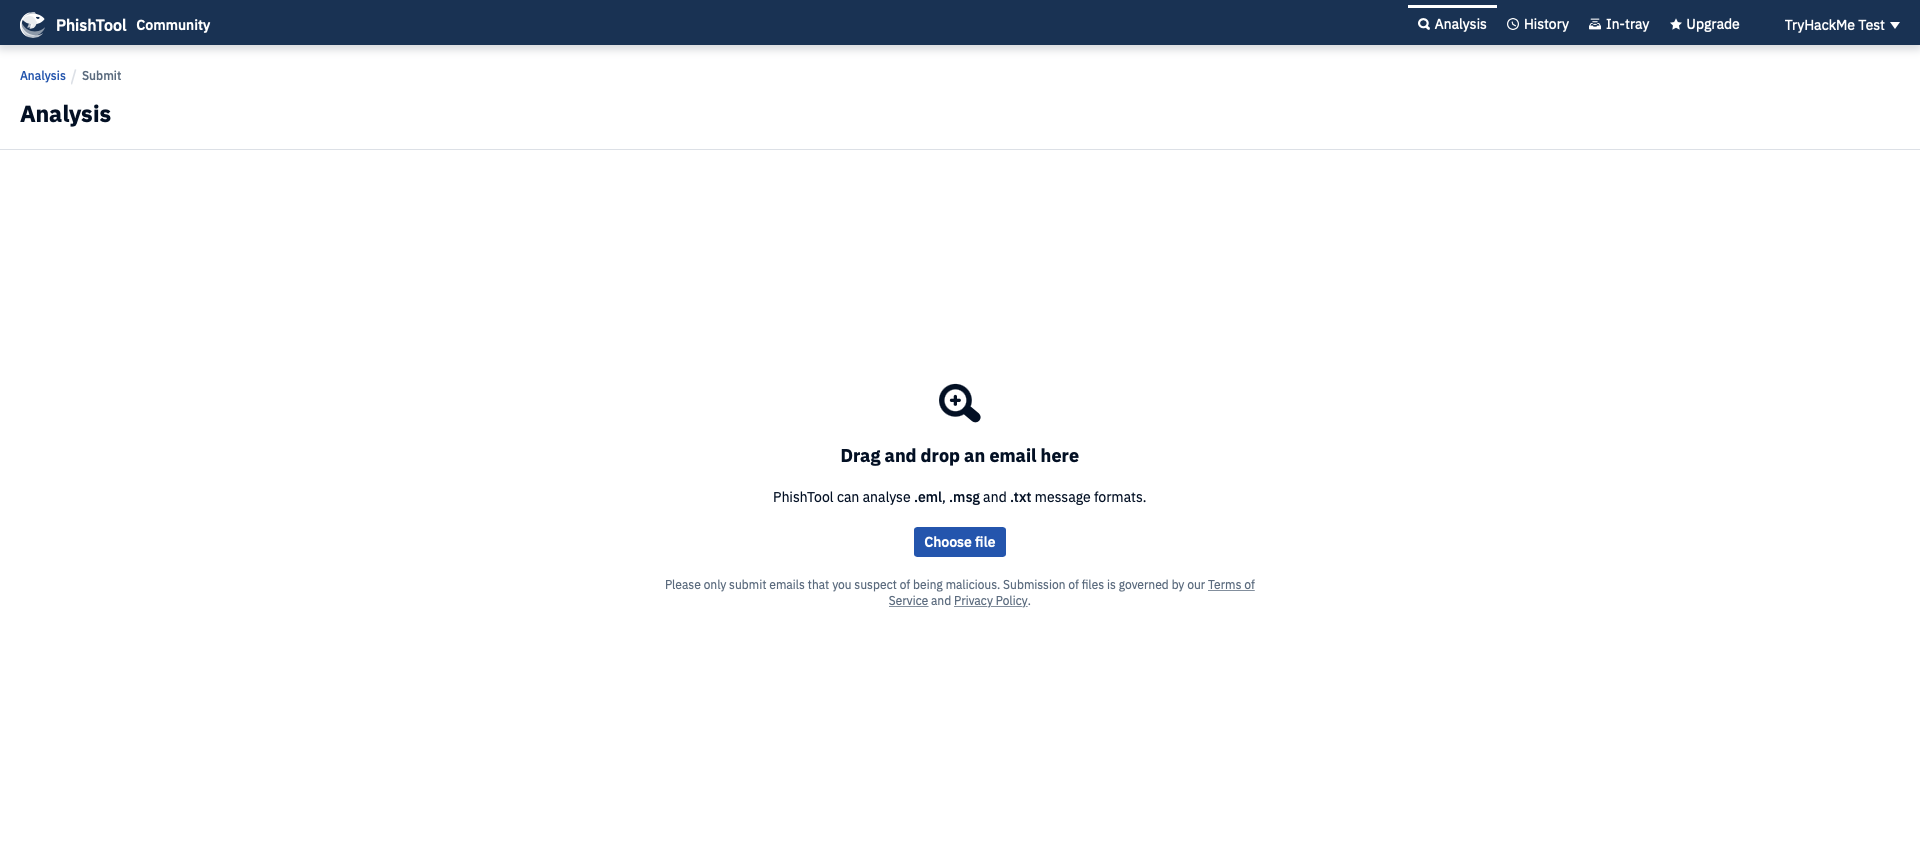 PhishTool Community
Analysis
History
In-tray
Upgrade
TryHackMe Test
Analysis / Submit
Analysis
Drag and drop an email here
PhishTool can analyse .eml, .msg and .txt message formats.
Choose file
Please only submit emails that you suspect of being malicious. Submission of files is governed by our Terms of
Service and Privacy Policy.